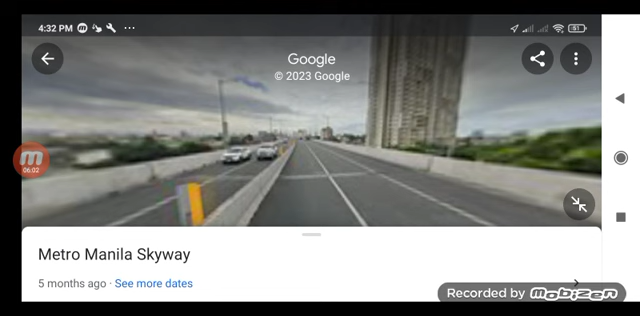 4:32 PM
51
Google
© 2023 Google
06:02
Metro Manila Skyway
5 months ago · See more dates
Recorded by Mobizen